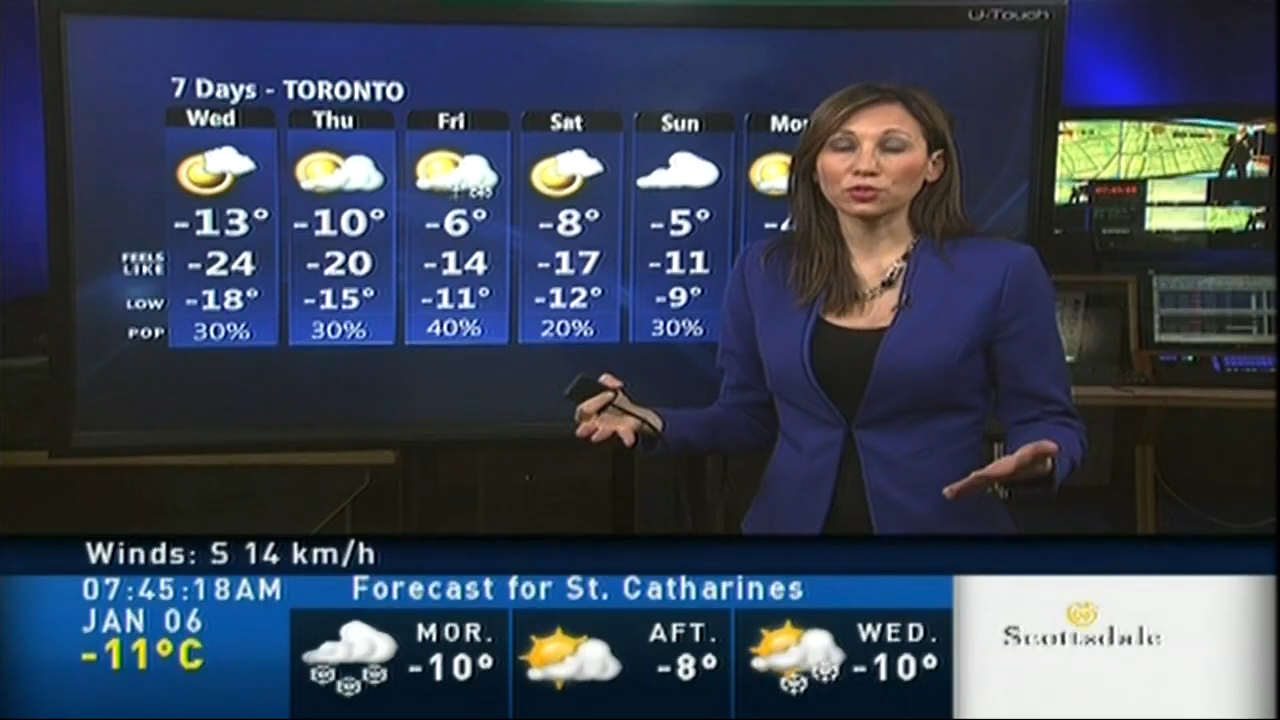 U-Touch
7 Days - TORONTO
Wed Thu Fri Sat Sun
-13° -10° -6° -8° -5°
FEELS LIKE -24 -20 -14 -17 -11
LOW -18° -15° -11° -12° -9°
POP 30% 30% 40% 20% 30%
Winds: S 14 km/h
07:45:18AM Forecast for St. Catharines
JAN 06 MOR. AFT. WED.
-11°C -10° -8° -10°
Scottsdale